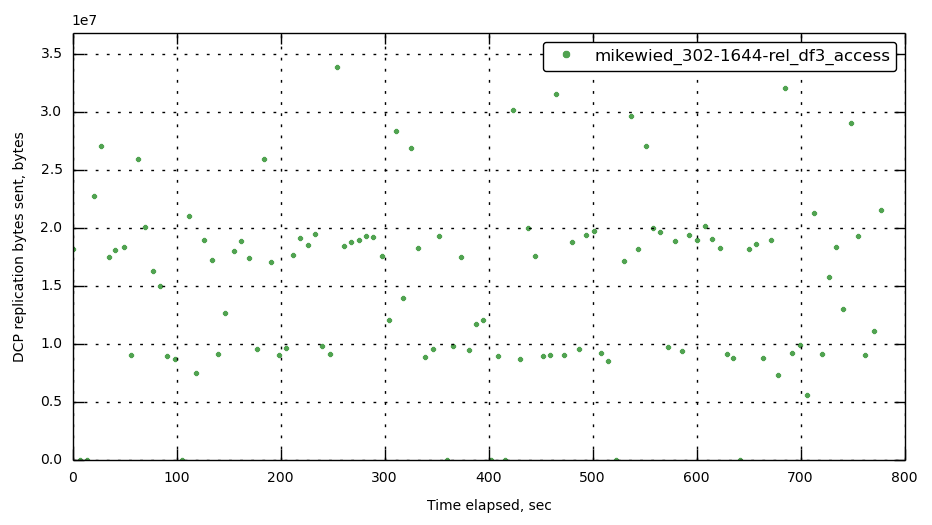 1e7
mikewied_302-1644-rel_df3_access
3.5
3.0
2.5
2.0
1.5
1.0
0.5
0.0
DCP replication bytes sent, bytes
0 100 200 300 400 500 600 700 800
Time elapsed, sec